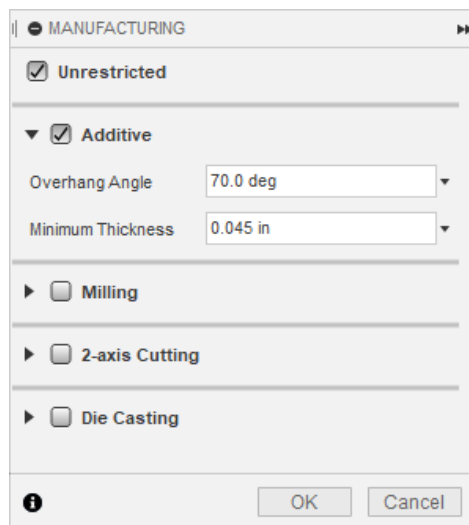 MANUFACTURING
Unrestricted
Additive
Overhang Angle 70.0 deg
Minimum Thickness 0.045 in
Milling
2-axis Cutting
Die Casting
OK Cancel